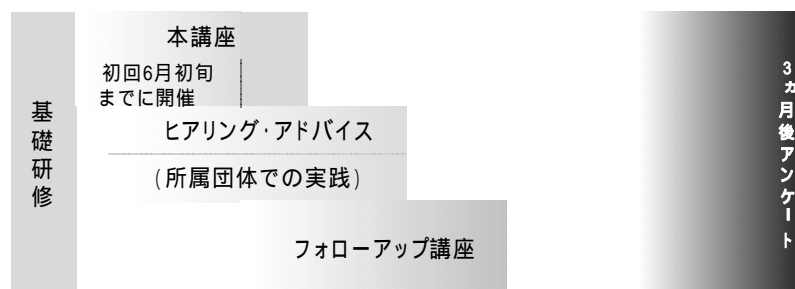 基礎研修
本講座
初回6月初旬
までに開催
ヒアリング・アドバイス
(所属団体での実践)
フォローアップ講座
3ヵ月後アンケート